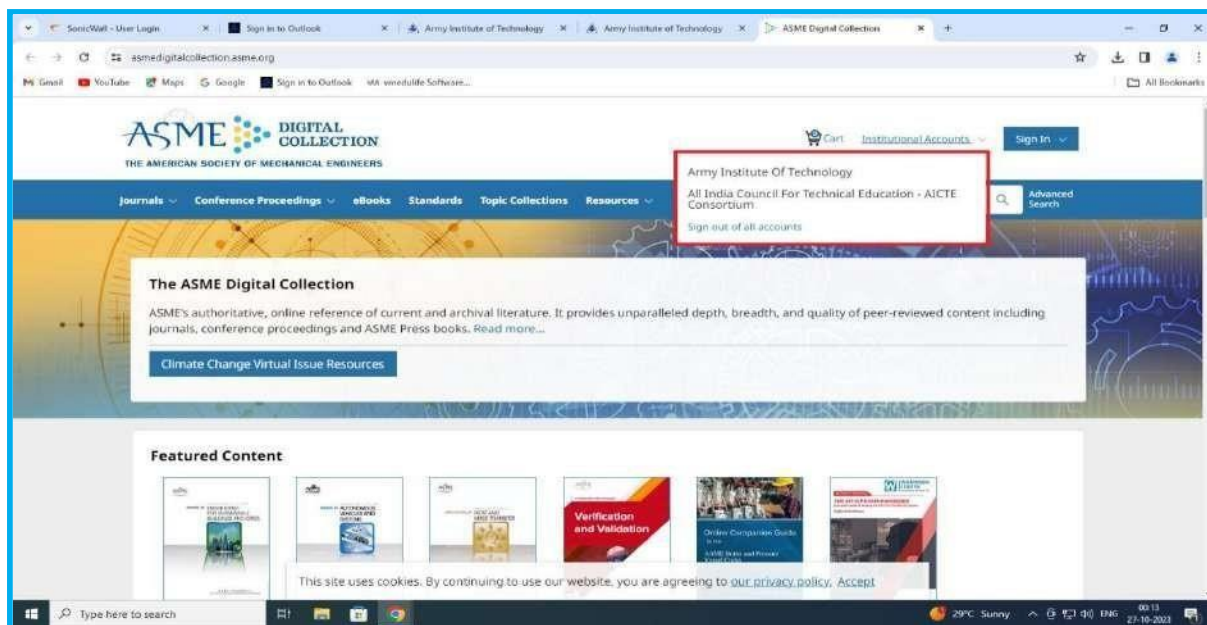 SonicWall - User Login
Sign in to Outlook
Army Institute of Technology
Army Institute of Technology
ASME Digital Collection
asmedigitalcollection.asme.org
Gmail YouTube Maps Google Sign in to Outlook
All Bookmarks
ASME DIGITAL COLLECTION
THE AMERICAN SOCIETY OF MECHANICAL ENGINEERS
Cart Institutional Accounts Sign In
Army Institute Of Technology
All India Council For Technical Education - AICTE
Consortium
Sign out of all accounts
Journals Conference Proceedings eBooks Standards Topic Collections Resources
Advanced
Search
The ASME Digital Collection
ASME's authoritative, online reference of current and archival literature. It provides unparalleled depth, breadth, and quality of peer-reviewed content including
journals, conference proceedings and ASME Press books. Read more...
Climate Change Virtual Issue Resources
Featured Content
Verification
and Validation
Online Companion Guide
This site uses cookies. By continuing to use our website, you are agreeing to our privacy policy. Accept
Type here to search
29°C Sunny
ENG
00:13
27-10-2023